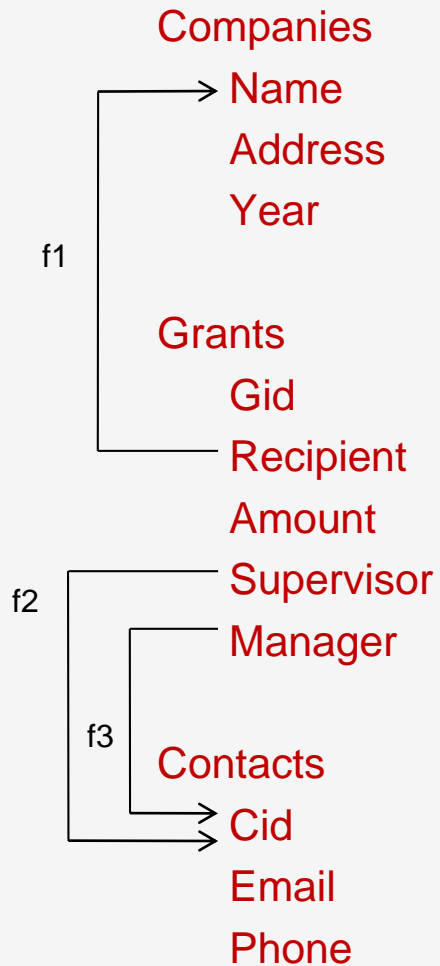 Companies
Name
Address
Year
f1
Grants
Gid
Recipient
Amount
Supervisor
f2
Manager
f3
Contacts
Cid
Email
Phone